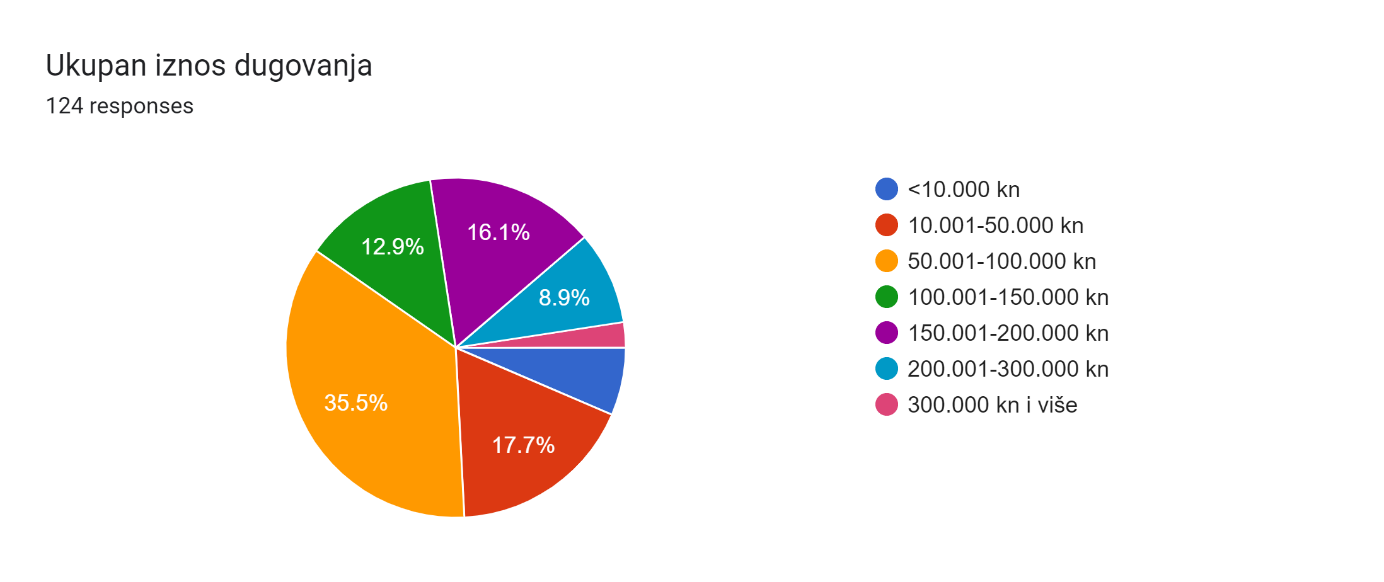 Ukupan iznos dugovanja
124 responses
16.1%
12.9%
8.9%
35.5%
17.7%
<10.000 kn
10.001-50.000 kn
50.001-100.000 kn
100.001-150.000 kn
150.001-200.000 kn
200.001-300.000 kn
300.000 kn i više